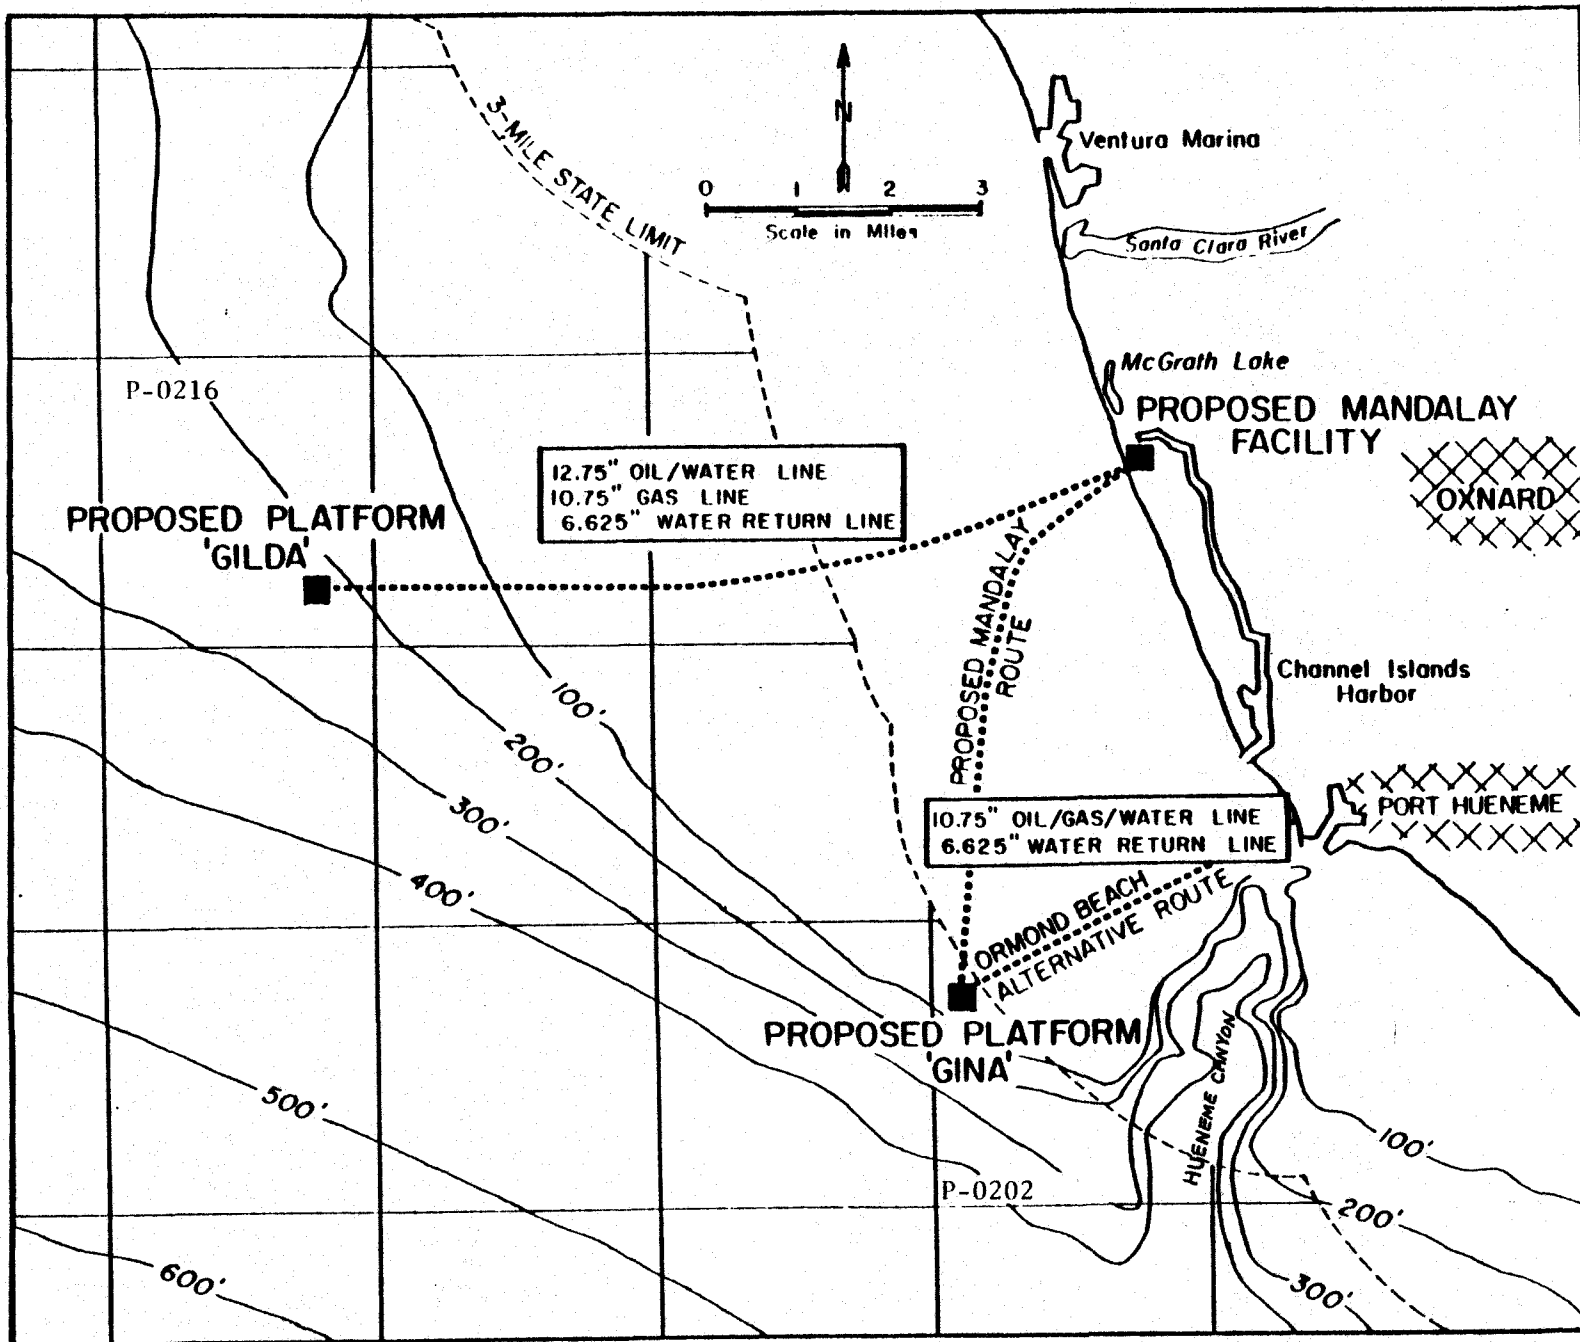 3-MILE STATE LIMIT
N
0 1 2 3
Scale in Miles
Ventura Marina
Santa Clara River
McGrath Lake
P-0216
PROPOSED MANDALAY
FACILITY
OXNARD
12.75" OIL/WATER LINE
10.75" GAS LINE
6.625" WATER RETURN LINE
PROPOSED PLATFORM
'GILDA'
PROPOSED MANDALAY
ROUTE
Channel Islands
Harbor
100'
200'
300'
400'
500'
600'
10.75" OIL/GAS/WATER LINE
6.625" WATER RETURN LINE
PORT HUENEME
ORMOND BEACH
ALTERNATIVE ROUTE
PROPOSED PLATFORM
'GINA'
HUENEME CANYON
P-0202
100'
200'
300'